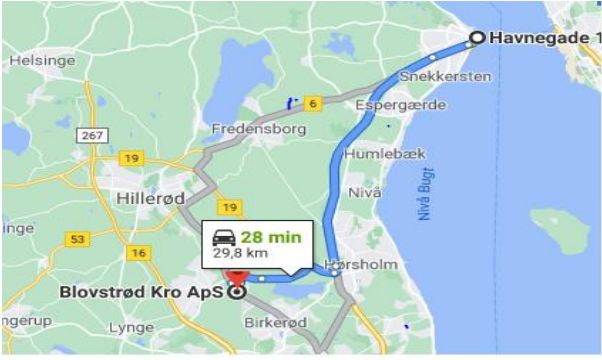 Havnegade 1
Helsinge
Snekkersten
6
Espergærde
Fredensborg
267
Humlebæk
19
Nivå
Hillerød
Nivå Bugt
19
inge
53
28 min
16
29,8 km
Hørsholm
Blovstrød Kro ApS
ngerup
Lynge
Birkerød